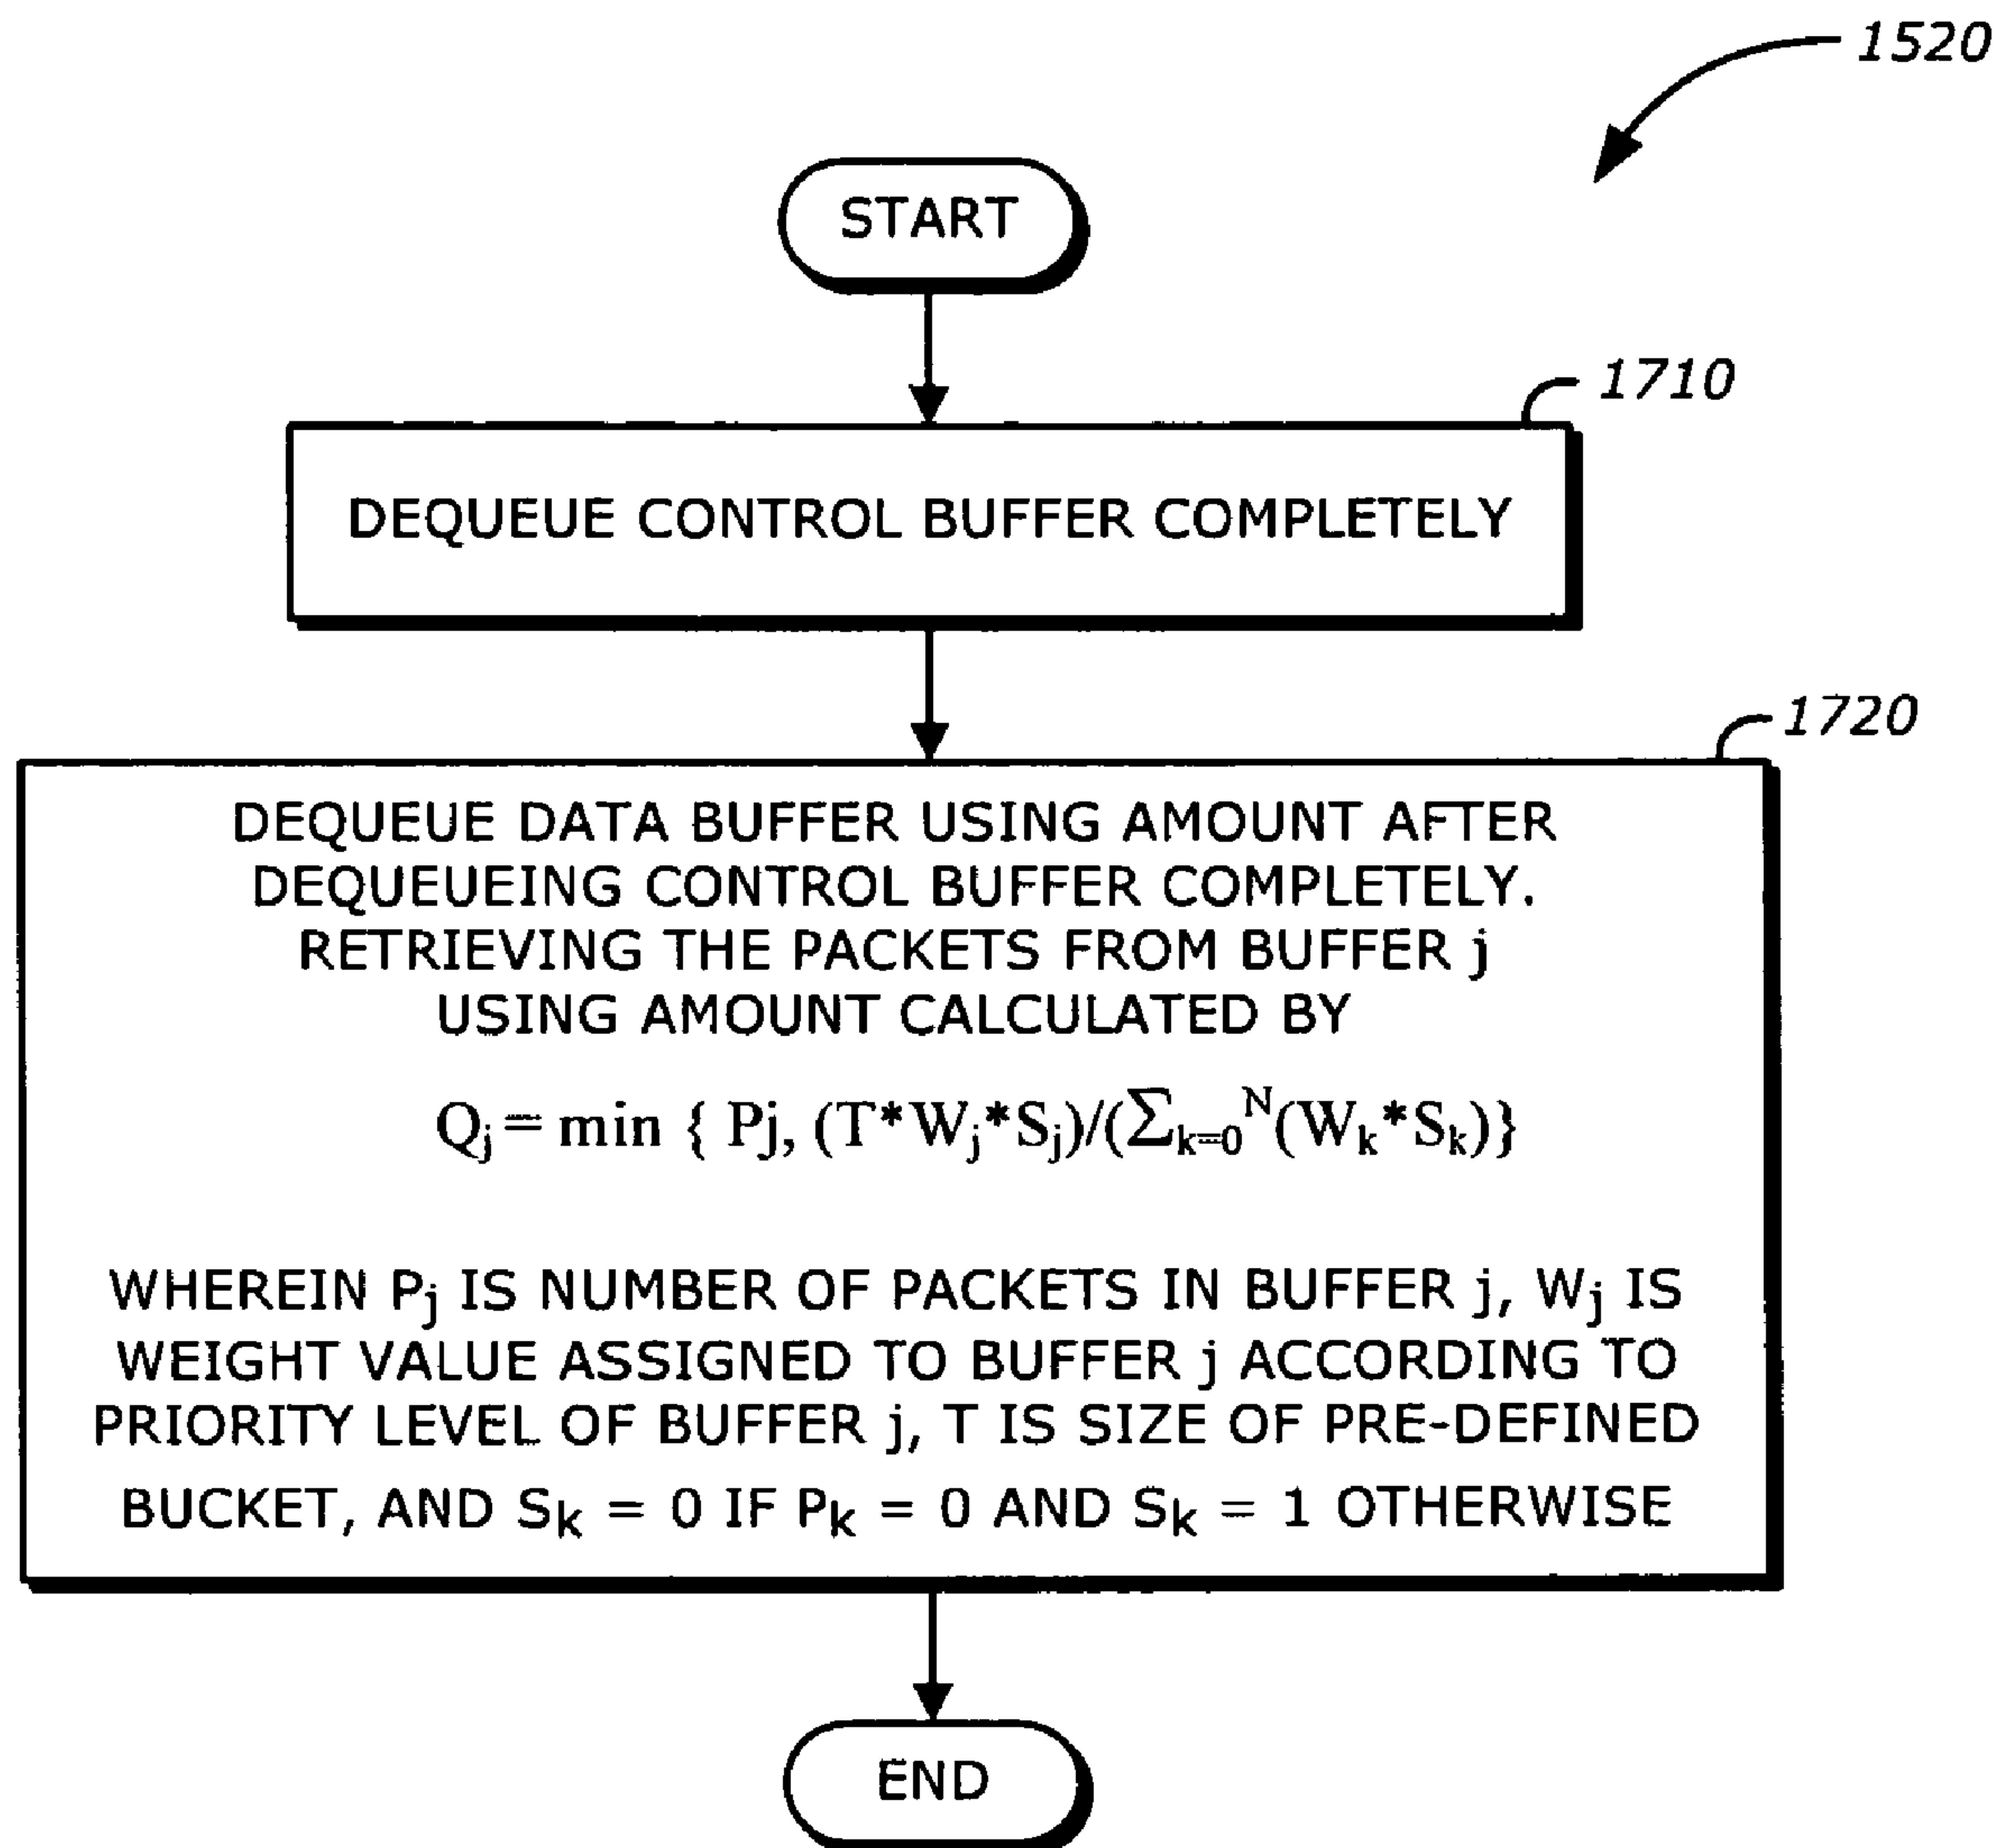 1520
START
1710
DEQUEUE CONTROL BUFFER COMPLETELY
1720
DEQUEUE DATA BUFFER USING AMOUNT AFTER
DEQUEUEING CONTROL BUFFER COMPLETELY.
RETRIEVING THE PACKETS FROM BUFFER j
USING AMOUNT CALCULATED BY
Qj = min { Pj, (T*Wj*Sj)/(∑k=0N(Wk*Sk)}
WHEREIN Pj IS NUMBER OF PACKETS IN BUFFER j, Wj IS
WEIGHT VALUE ASSIGNED TO BUFFER j ACCORDING TO
PRIORITY LEVEL OF BUFFER j, T IS SIZE OF PRE-DEFINED
BUCKET, AND Sk = 0 IF Pk = 0 AND Sk = 1 OTHERWISE
END